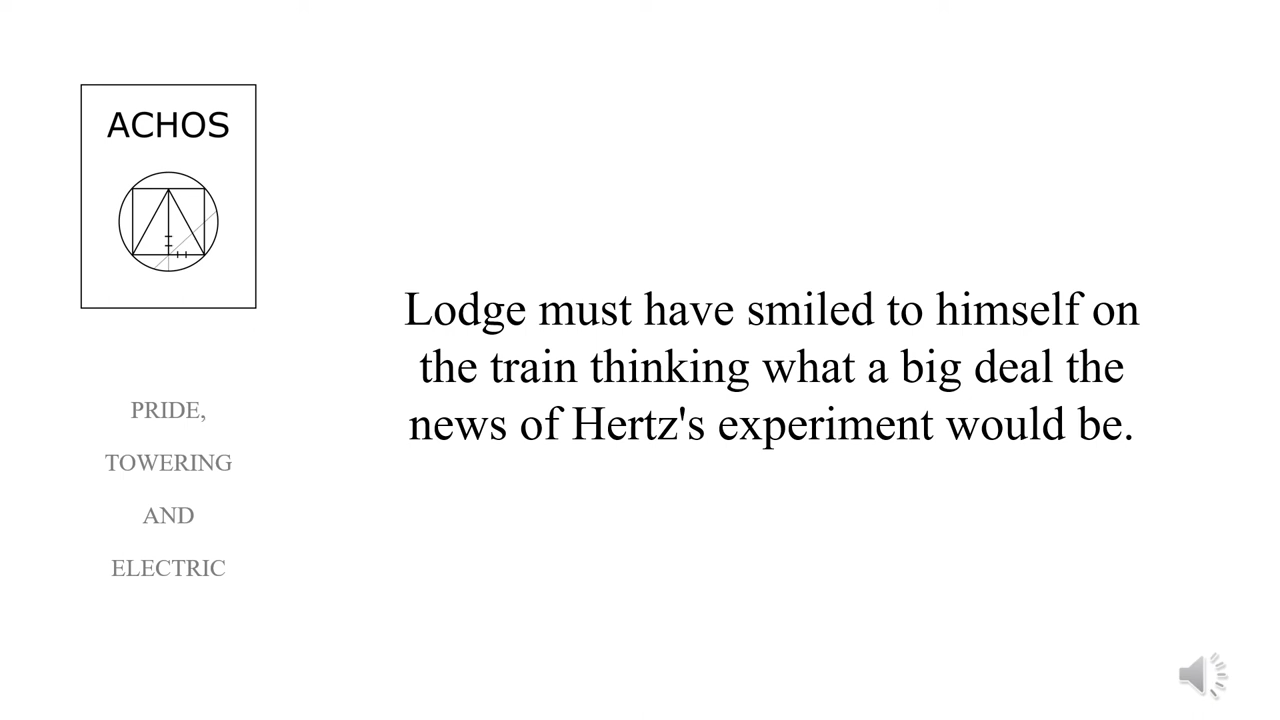 ACHOS
PRIDE,
TOWERING
AND
ELECTRIC
Lodge must have smiled to himself on
the train thinking what a big deal the
news of Hertz's experiment would be.